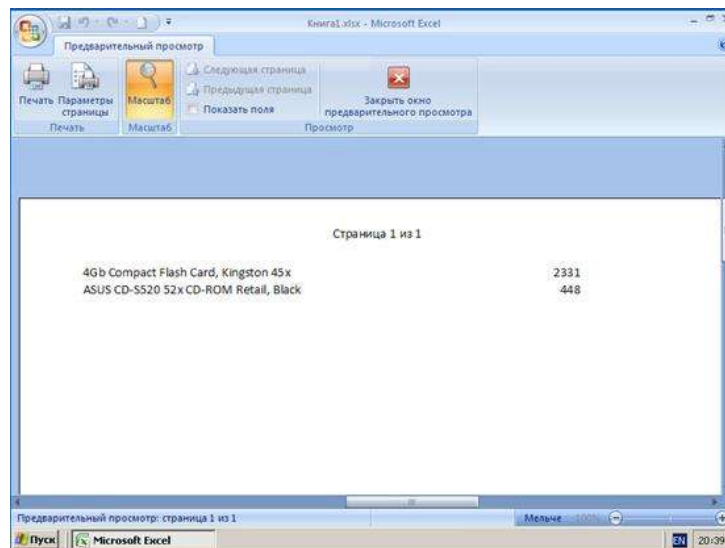 Книга1.xlsx - Microsoft Excel
Предварительный просмотр
Печать
Параметры страницы
Масштаб
Следующая страница
Предыдущая страница
Показать поля
Закрыть окно
предварительного просмотра
Печать
Масштаб
Просмотр
Страница 1 из 1
4Gb Compact Flash Card, Kingston 45x 2331
ASUS CD-S520 52x CD-ROM Retail, Black 448
Предварительный просмотр: страница 1 из 1
Мельче 100%
Пуск
Microsoft Excel
EN
20:39